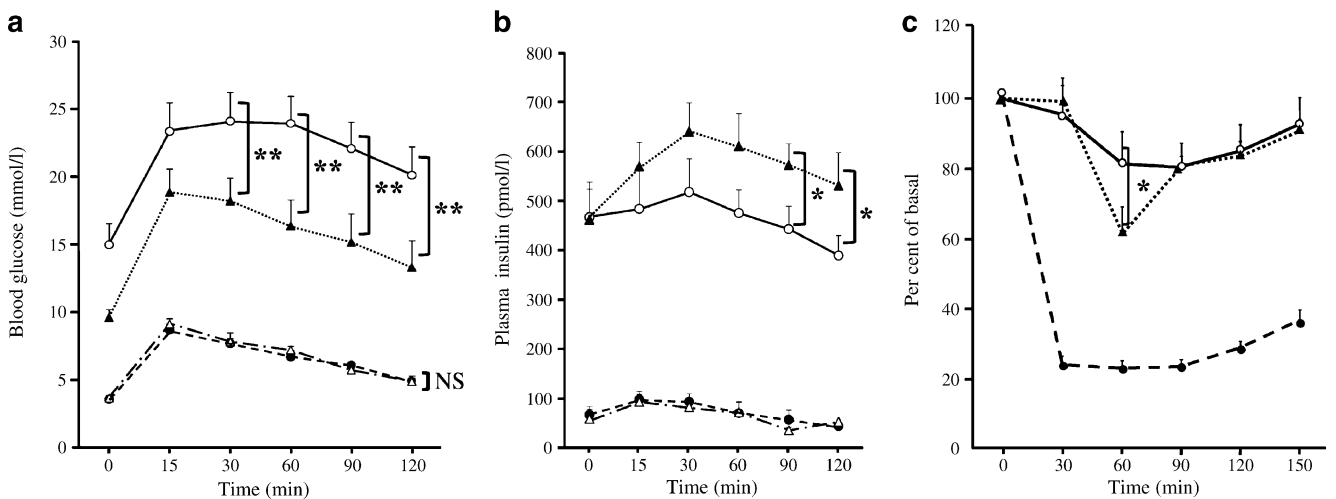 a
Blood glucose (mmol/l)
30
25
20
15
10
5
0
**
**
**
**
NS
0 15 30 60 90 120
Time (min)
b
Plasma insulin (pmol/l)
800
700
600
500
400
300
200
100
0
*
*
0 15 30 60 90 120
Time (min)
c
Per cent of basal
120
100
80
60
40
20
0
*
0 30 60 90 120 150
Time (min)